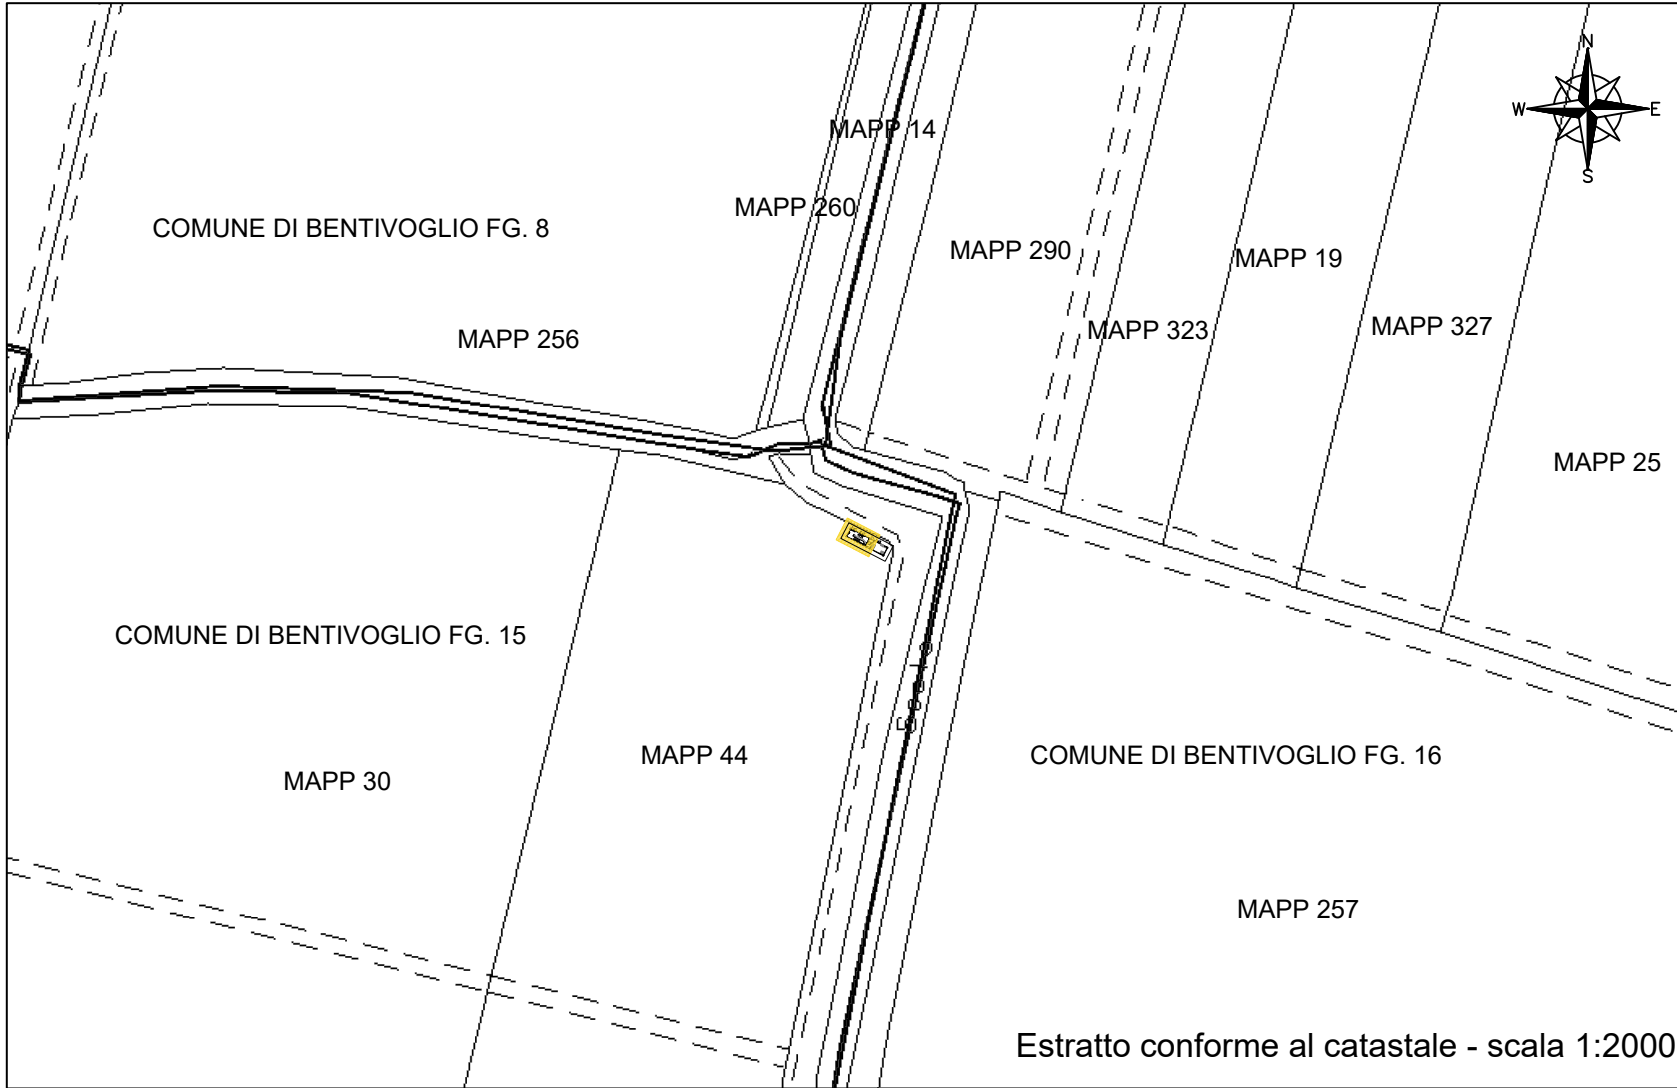 N
W E
S
MAPP 14
MAPP 260
COMUNE DI BENTIVOGLIO FG. 8
MAPP 290
MAPP 19
MAPP 323
MAPP 327
MAPP 256
MAPP 25
COMUNE DI BENTIVOGLIO FG. 15
MAPP 44
COMUNE DI BENTIVOGLIO FG. 16
MAPP 30
MAPP 257
Estratto conforme al catastale - scala 1:2000